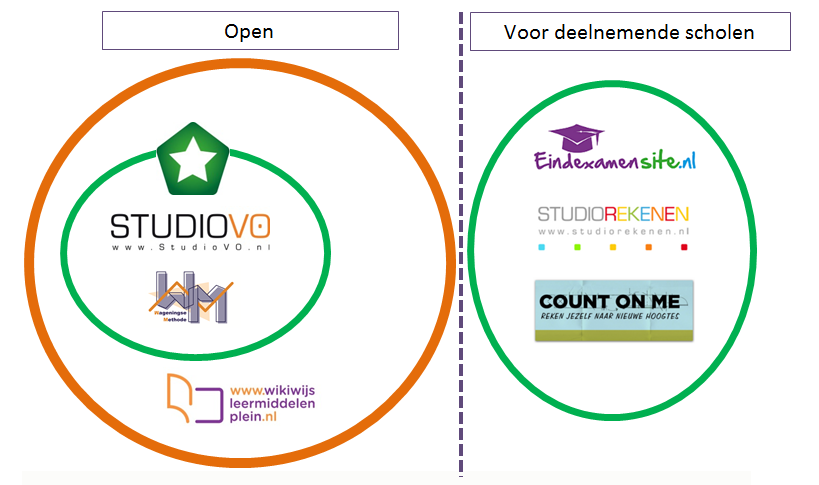 Open
Voor deelnemende scholen
STUDIOVO
www.StudioVO.nl
WM
Wageningse
Methode
www.wikiwijs
leermiddelen
plein.nl
Eindexamensite.nl
STUDIOREKENEN
www.studiorekenen.nl
COUNT ON ME
REKEN JEZELF NAAR NIEUWE HOOGTES